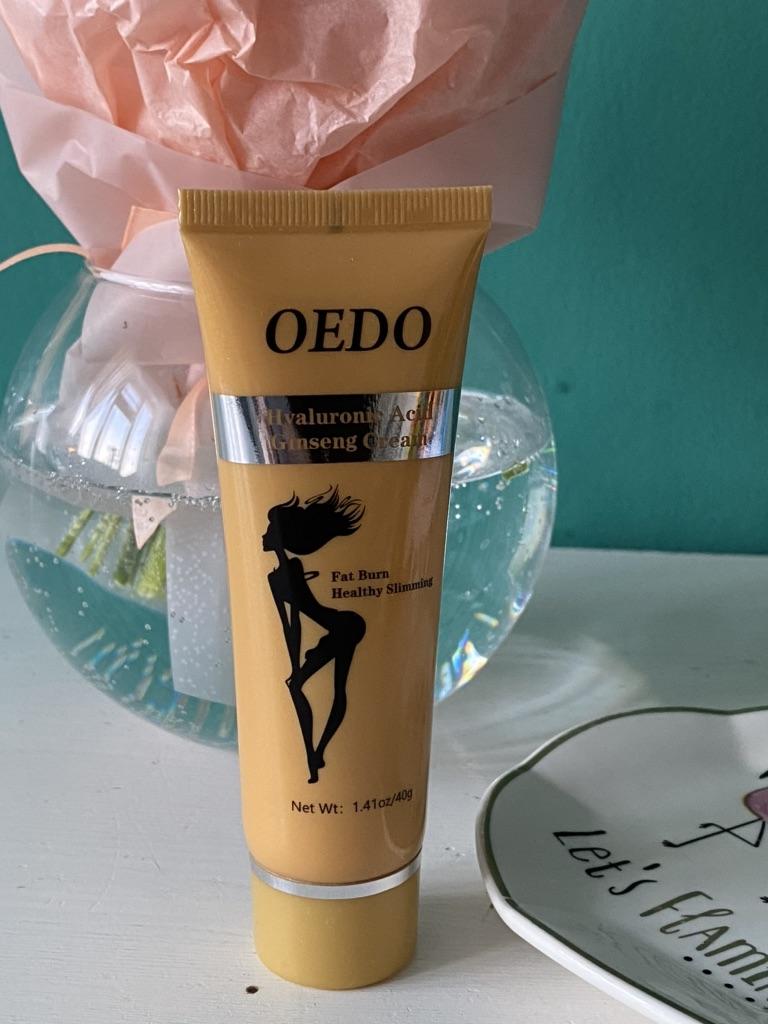 OEDO
Hyaluronic Acid
Ginseng Cream
Fat Burn
Healthy Slimming
Net Wt: 1.41oz/40g
Let's